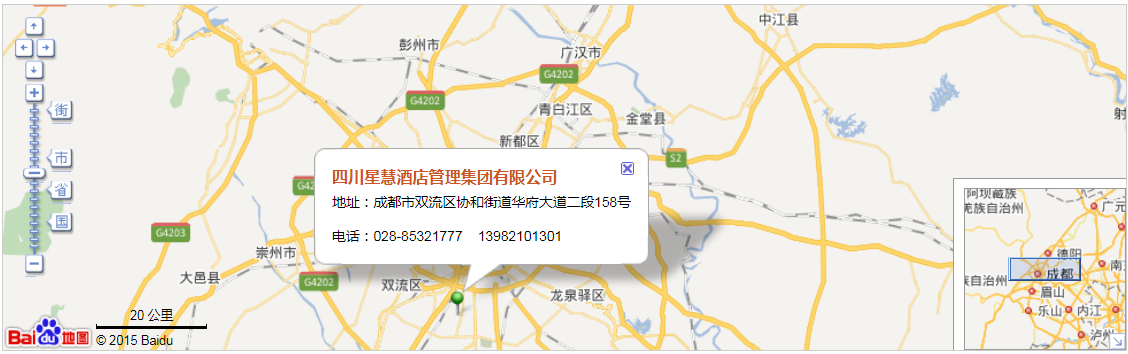 中江县
彭州市
广汉市
G4202
G4202
街
青白江区
金堂县
射
新都区
市
S2
四川星慧酒店管理集团有限公司
地址：成都市双流区协和街道华府大道二段158号
电话：028-85321777 13982101301
省
国
G4
G4203
崇州市
大邑县
G4202
双流区
龙泉驿区
阿坝藏族
羌族自治州
广元
德阳
成都
南
孜藏族自治州
眉山
乐山
内江
泸州
20 公里
Bai du 地图
© 2015 Baidu